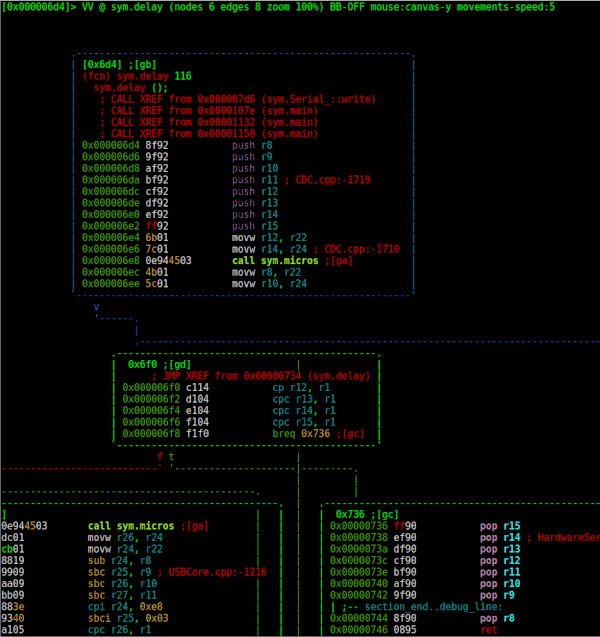 [0x000006d4]> VV @ sym.delay (nodes 6 edges 8 zoom 100%) BB-OFF mouse:canvas-y movements-speed:5
[0x6d4] ;[gb]
(fcn) sym.delay 116
sym.delay ();
; CALL XREF from 0x000007d6 (sym.Serial_::write)
; CALL XREF from 0x0000107e (sym.main)
; CALL XREF from 0x00001132 (sym.main)
; CALL XREF from 0x00001150 (sym.main)
0x000006d4 8f92 push r8
0x000006d6 9f92 push r9
0x000006d8 af92 push r10
0x000006da bf92 push r11 ; CDC.cpp:-1719
0x000006dc cf92 push r12
0x000006de df92 push r13
0x000006e0 ef92 push r14
0x000006e2 ff92 push r15
0x000006e4 6b01 movw r12, r22
0x000006e6 7c01 movw r14, r24 ; CDC.cpp:-1710
0x000006e8 0e944503 call sym.micros ;[ga]
0x000006ec 4b01 movw r8, r22
0x000006ee 5c01 movw r10, r24
v
0x6f0 ;[gd]
; JMP XREF from 0x00000734 (sym.delay)
0x000006f0 c114 cp r12, r1
0x000006f2 d104 cpc r13, r1
0x000006f4 e104 cpc r14, r1
0x000006f6 f104 cpc r15, r1
0x000006f8 f1f0 breq 0x736 ;[gc]
f t
]
0e944503 call sym.micros ;[ga]
dc01 movw r26, r24
cb01 movw r24, r22
8819 sub r24, r8
9909 sbc r25, r9 ; USBCore.cpp:-1216
aa09 sbc r26, r10
bb09 sbc r27, r11
883e cpi r24, 0xe8
9340 sbci r25, 0x03
a105 cpc r26, r1
0x736 ;[gc]
0x00000736 ff90 pop r15
0x00000738 ef90 pop r14 ; HardwareSer
0x0000073a df90 pop r13
0x0000073c cf90 pop r12
0x0000073e bf90 pop r11
0x00000740 af90 pop r10
0x00000742 9f90 pop r9
;-- section_end..debug_line:
0x00000744 8f90 pop r8
0x00000746 0895 ret